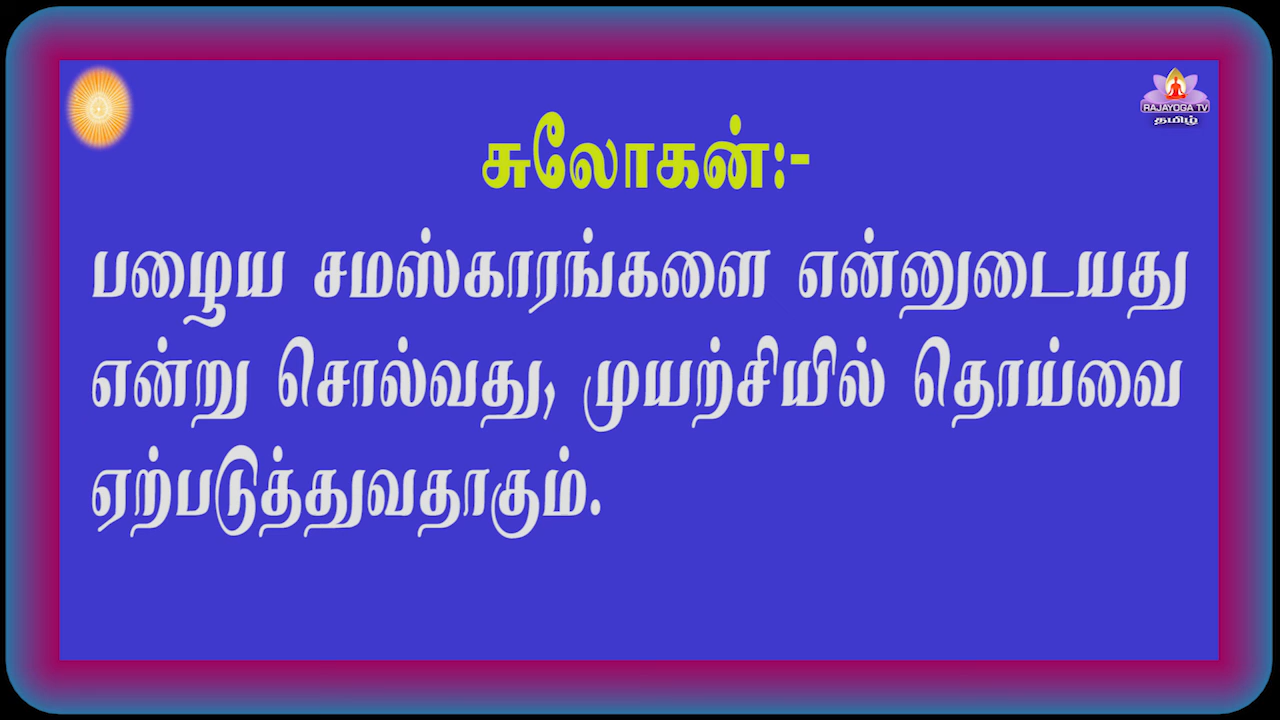 RAJAYOGA TV
தமிழ்
சுலோகன்:-
பழைய சமஸ்காரங்களை என்னுடையது
என்று சொல்வது, முயற்சியில் தொய்வை
ஏற்படுத்துவதாகும்.